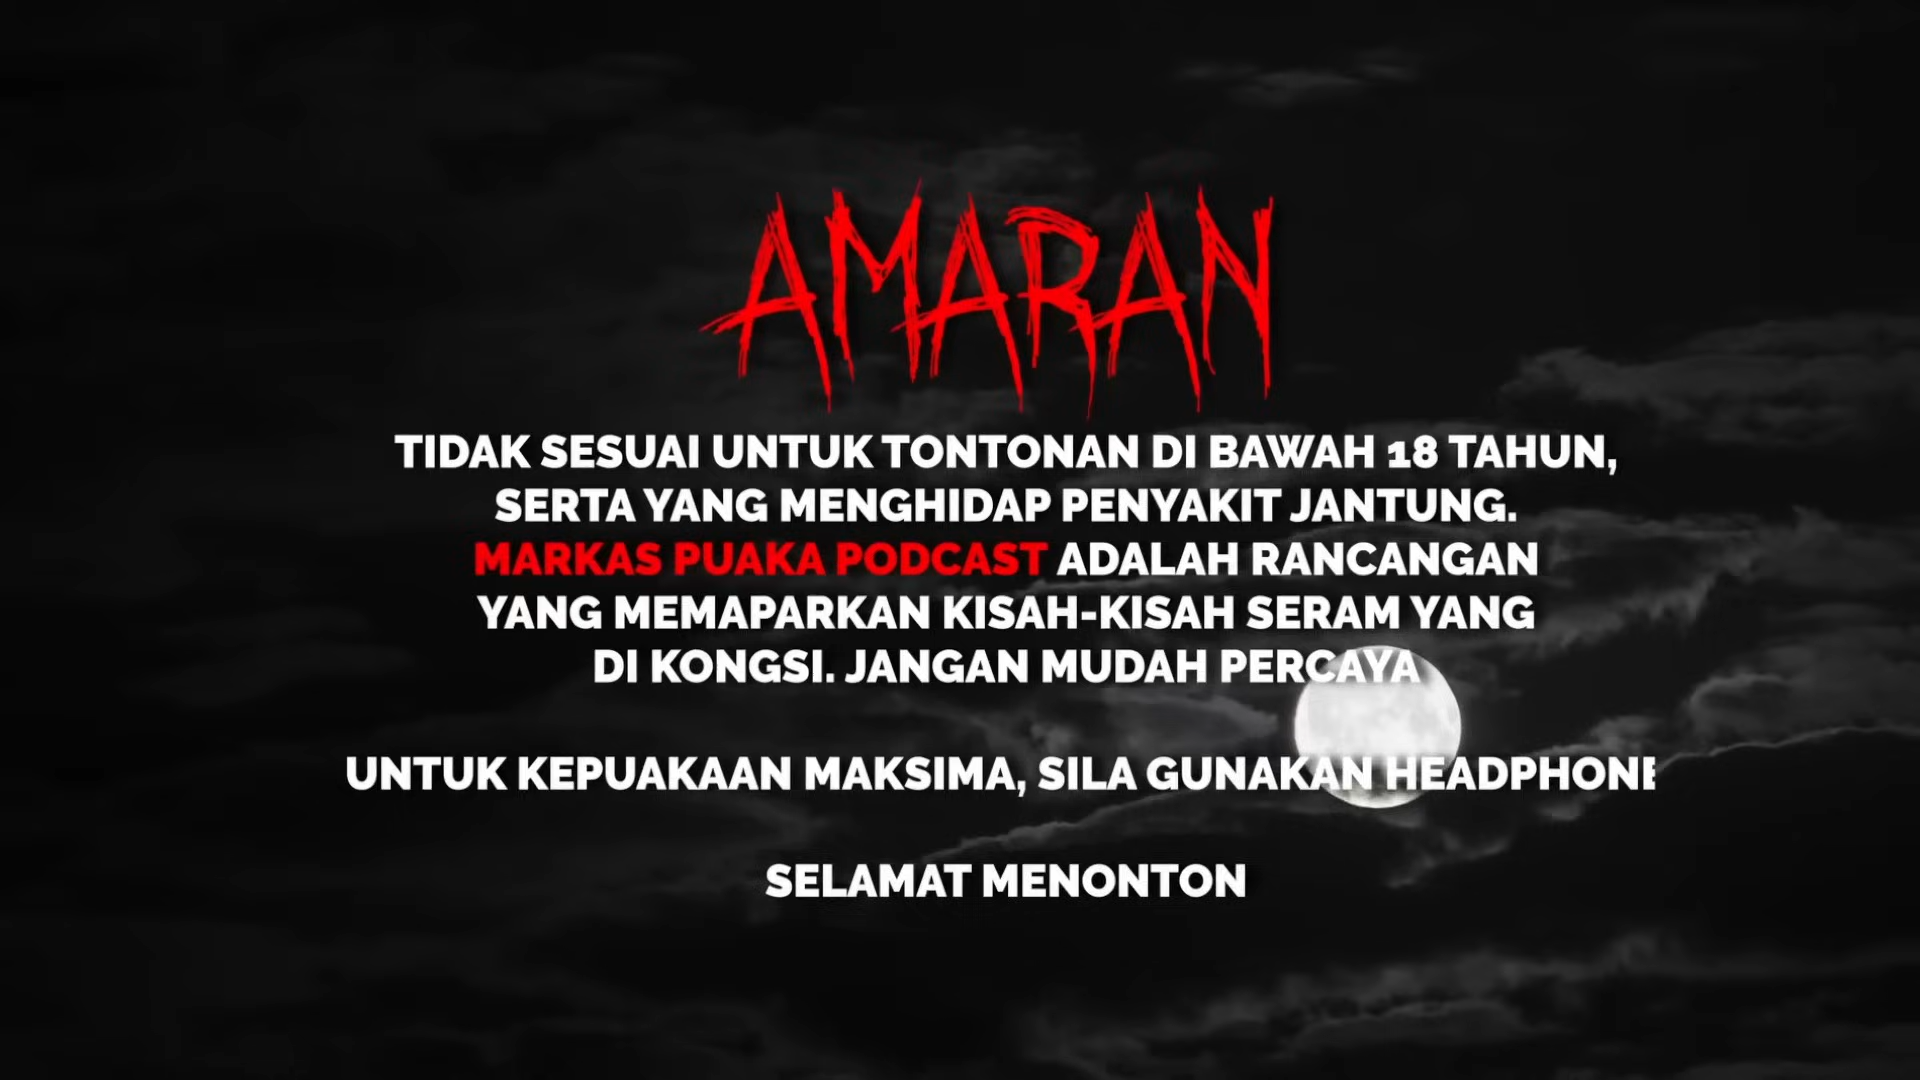 AMARAN
TIDAK SESUAI UNTUK TONTONAN DI BAWAH 18 TAHUN,
SERTA YANG MENGHIDAP PENYAKIT JANTUNG.
MARKAS PUAKA PODCAST ADALAH RANCANGAN
YANG MEMAPARKAN KISAH-KISAH SERAM YANG
DI KONGSI. JANGAN MUDAH PERCAYA
UNTUK KEPUAKAAN MAKSIMA, SILA GUNAKAN HEADPHONE
SELAMAT MENONTON